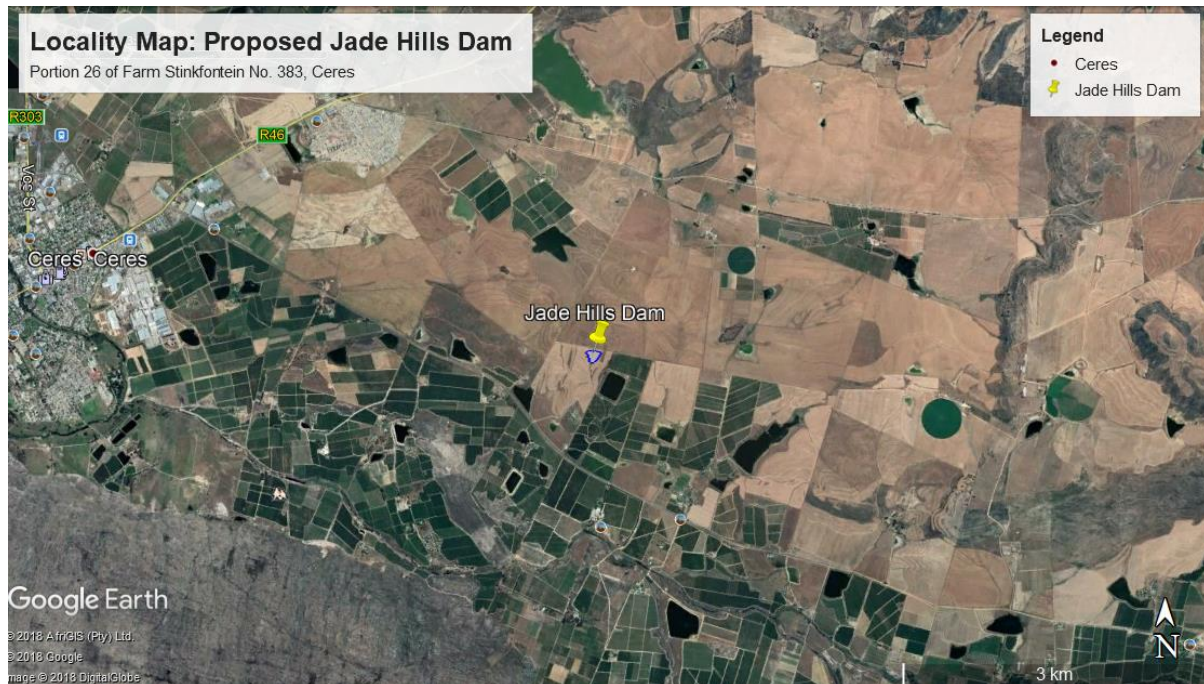 Locality Map: Proposed Jade Hills Dam
Portion 26 of Farm Stinkfontein No. 383, Ceres
Legend
Ceres
Jade Hills Dam
R303
R46
Vos St
Ceres Ceres
Jade Hills Dam
Google Earth
© 2018 AfriGIS (Pty) Ltd.
© 2018 Google
Image © 2018 DigitalGlobe
N
3 km